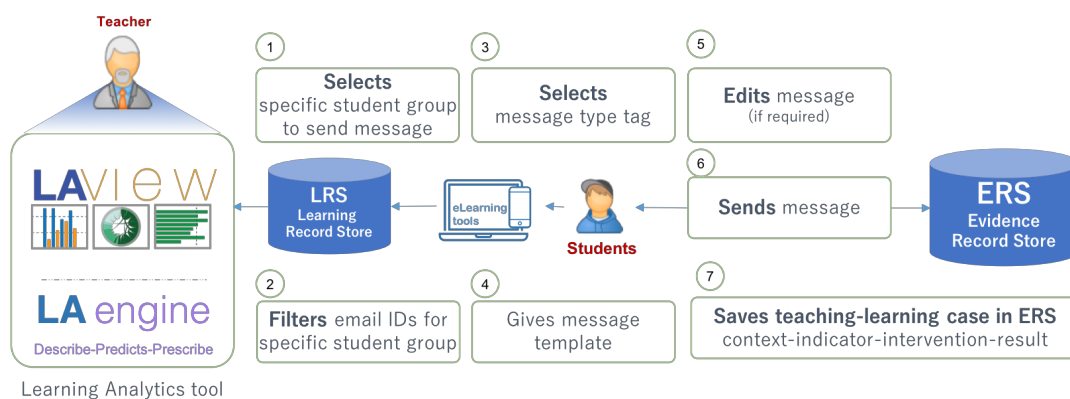 Teacher
1
Selects
specific student group
to send message
3
Selects
message type tag
5
Edits message
(if required)
LAVIEW
LRS
Learning
Record Store
eLearning
tools
Students
6
Sends message
ERS
Evidence
Record Store
LA engine
Describe-Predicts-Prescribe
2
Filters email IDs for
specific student group
4
Gives message
template
7
Saves teaching-learning case in ERS
context-indicator-intervention-result
Learning Analytics tool